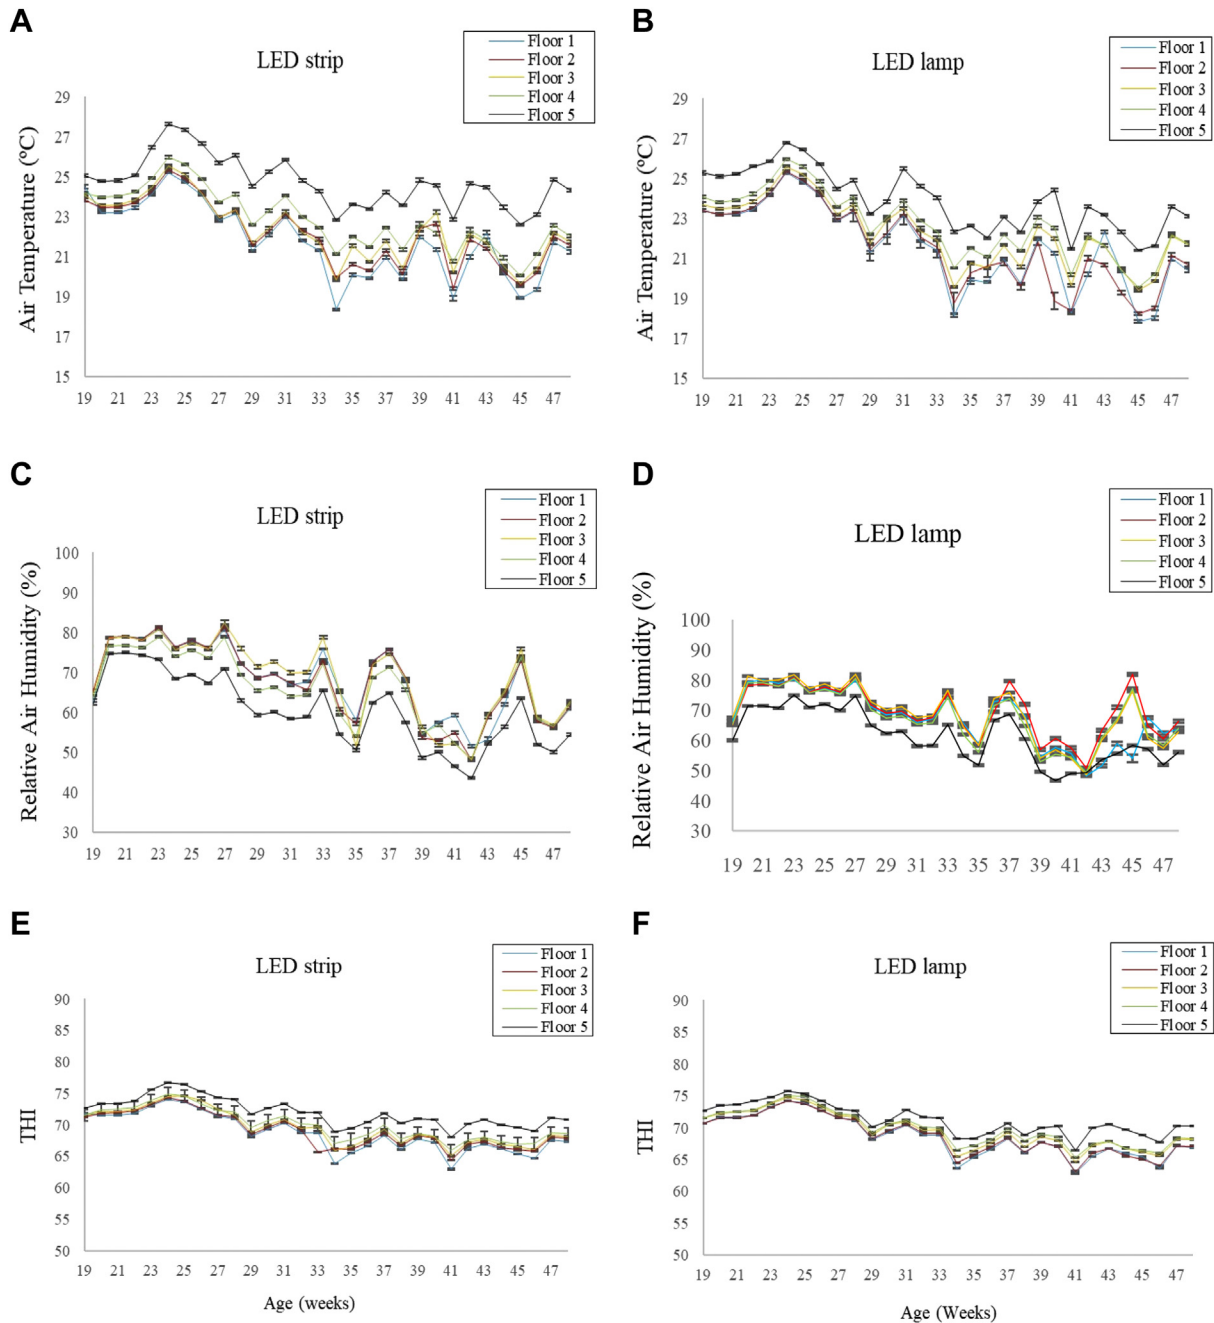 A
LED strip
Floor 1
Floor 2
Floor 3
Floor 4
Floor 5
Air Temperature (ºC)
29
27
25
23
21
19
17
15
19 21 23 25 27 29 31 33 35 37 39 41 43 45 47
B
LED lamp
Floor 1
Floor 2
Floor 3
Floor 4
Floor 5
Air Temperature (ºC)
29
27
25
23
21
19
17
15
19 21 23 25 27 29 31 33 35 37 39 41 43 45 47
C
LED strip
Floor 1
Floor 2
Floor 3
Floor 4
Floor 5
Relative Air Humidity (%)
100
90
80
70
60
50
40
30
19 21 23 25 27 29 31 33 35 37 39 41 43 45 47
D
LED lamp
Floor 1
Floor 2
Floor 3
Floor 4
Floor 5
Relative Air Humidity (%)
100
90
80
70
60
50
40
30
19 21 23 25 27 29 31 33 35 37 39 41 43 45 47
E
LED strip
Floor 1
Floor 2
Floor 3
Floor 4
Floor 5
THI
90
85
80
75
70
65
60
55
50
19 21 23 25 27 29 31 33 35 37 39 41 43 45 47
Age (weeks)
F
LED lamp
Floor 1
Floor 2
Floor 3
Floor 4
Floor 5
THI
90
85
80
75
70
65
60
55
50
19 21 23 25 27 29 31 33 35 37 39 41 43 45 47
Age (Weeks)